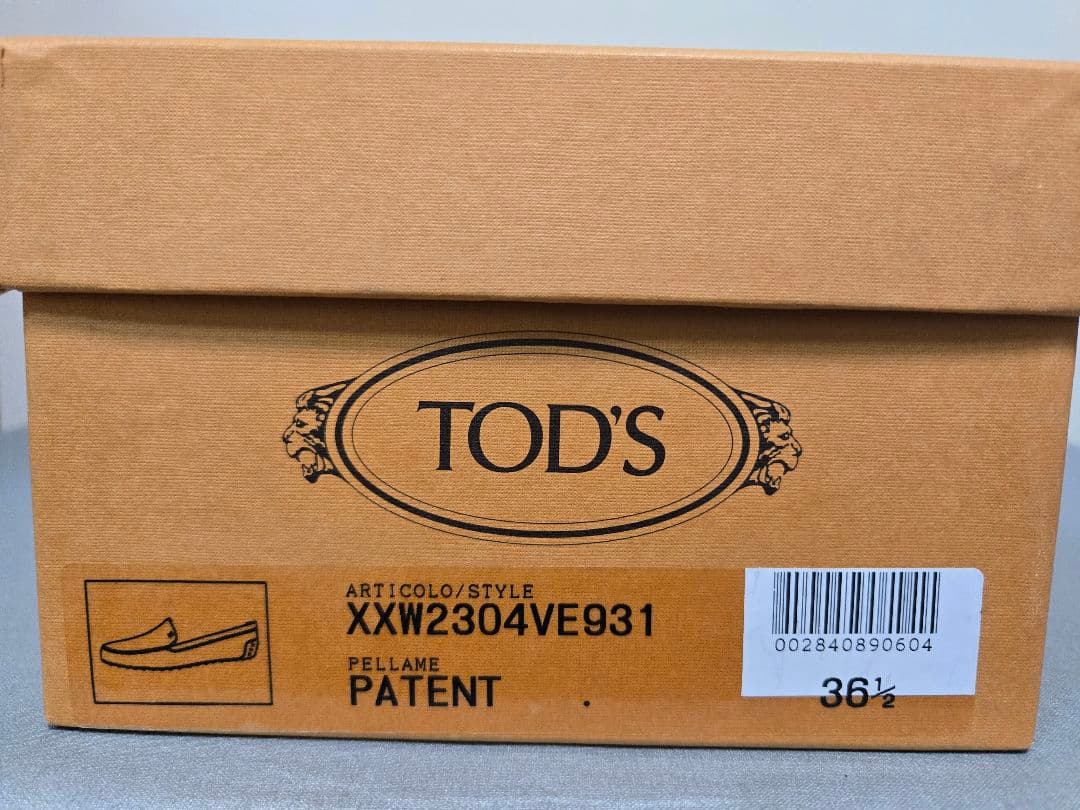 TOD'S
ARTICOLO/STYLE
XXW2304VE931
PELLAME
PATENT .
002840890604
36½